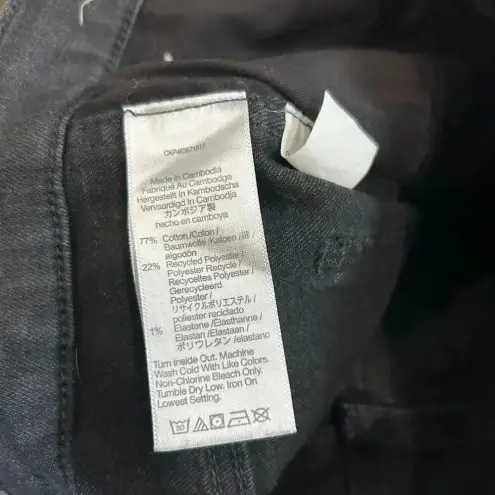 Made In Cambodia
Fabriqué Au Cambodge
Hergestellt In Kambodscha
Vervaardigd In Cambodja
カンボジア製
hecho en camboya
77% Cotton /Coton /
Baumwolle /Katoen /綿 /
algodón
22% Recycled Polyester /
Polyester Recyclé /
Recyceltes Polyester /
Gerecycleerd
Polyester /
リサイクルポリエステル /
poliester reciclado
1% Elastane /Elasthanne /
Elastan /Elastaan /
ポリウレタン /elastano
Turn Inside Out. Machine
Wash Cold With Like Colors.
Non-Chlorine Bleach Only.
Tumble Dry Low. Iron On
Lowest Setting.